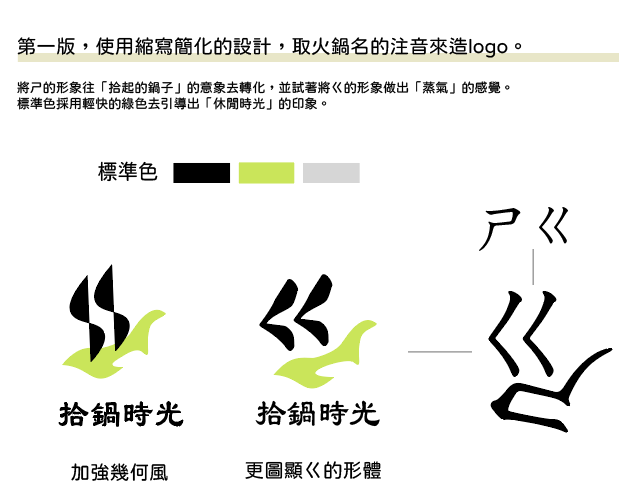 第一版，使用縮寫簡化的設計，取火鍋名的注音來造logo。
將ㄕ的形象往「拾起的鍋子」的意象去轉化，並試著將ㄍ的形象做出「蒸氣」的感覺。
標準色採用輕快的綠色去引導出「休閒時光」的印象。
標準色
ㄕㄍ
拾鍋時光
拾鍋時光
加強幾何風
更圖顯ㄍ的形體